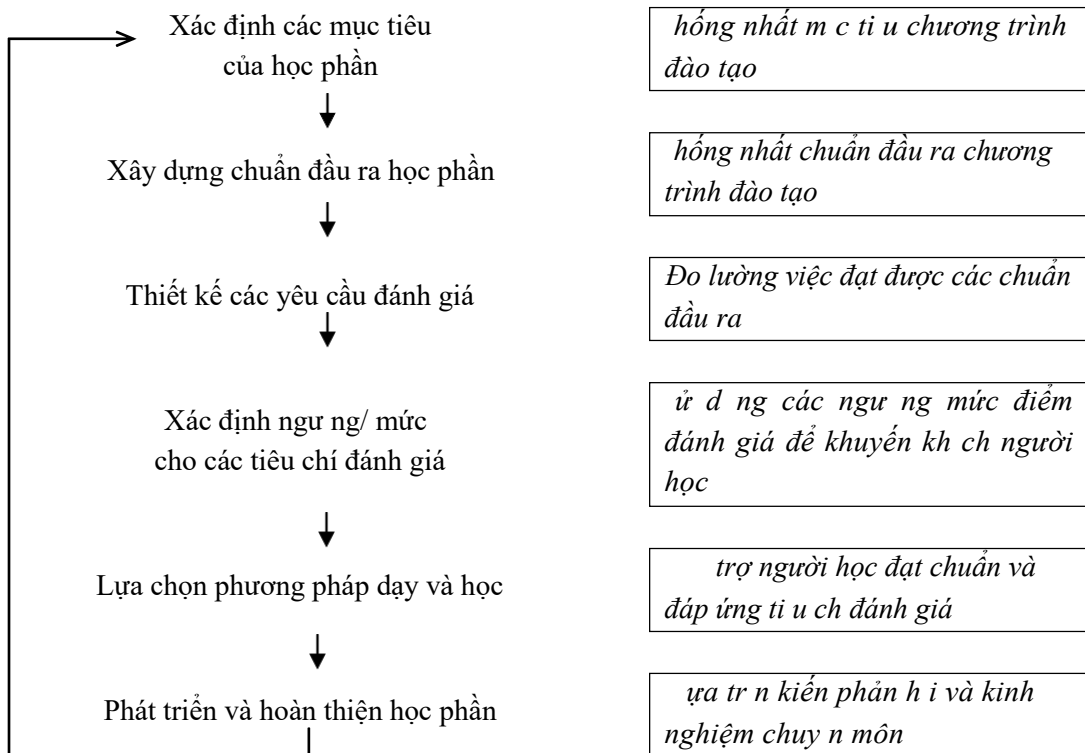 Xác định các mục tiêu
của học phần
hống nhất m c ti u chương trình
đào tạo
Xây dựng chuẩn đầu ra học phần
hống nhất chuẩn đầu ra chương
trình đào tạo
Thiết kế các yêu cầu đánh giá
Đo lường việc đạt được các chuẩn
đầu ra
Xác định ngư ng/ mức
cho các tiêu chí đánh giá
ử d ng các ngư ng mức điểm
đánh giá để khuyến kh ch người
học
Lựa chọn phương pháp dạy và học
trợ người học đạt chuẩn và
đáp ứng ti u ch đánh giá
Phát triển và hoàn thiện học phần
ựa tr n kiến phản h i và kinh
nghiệm chuy n môn